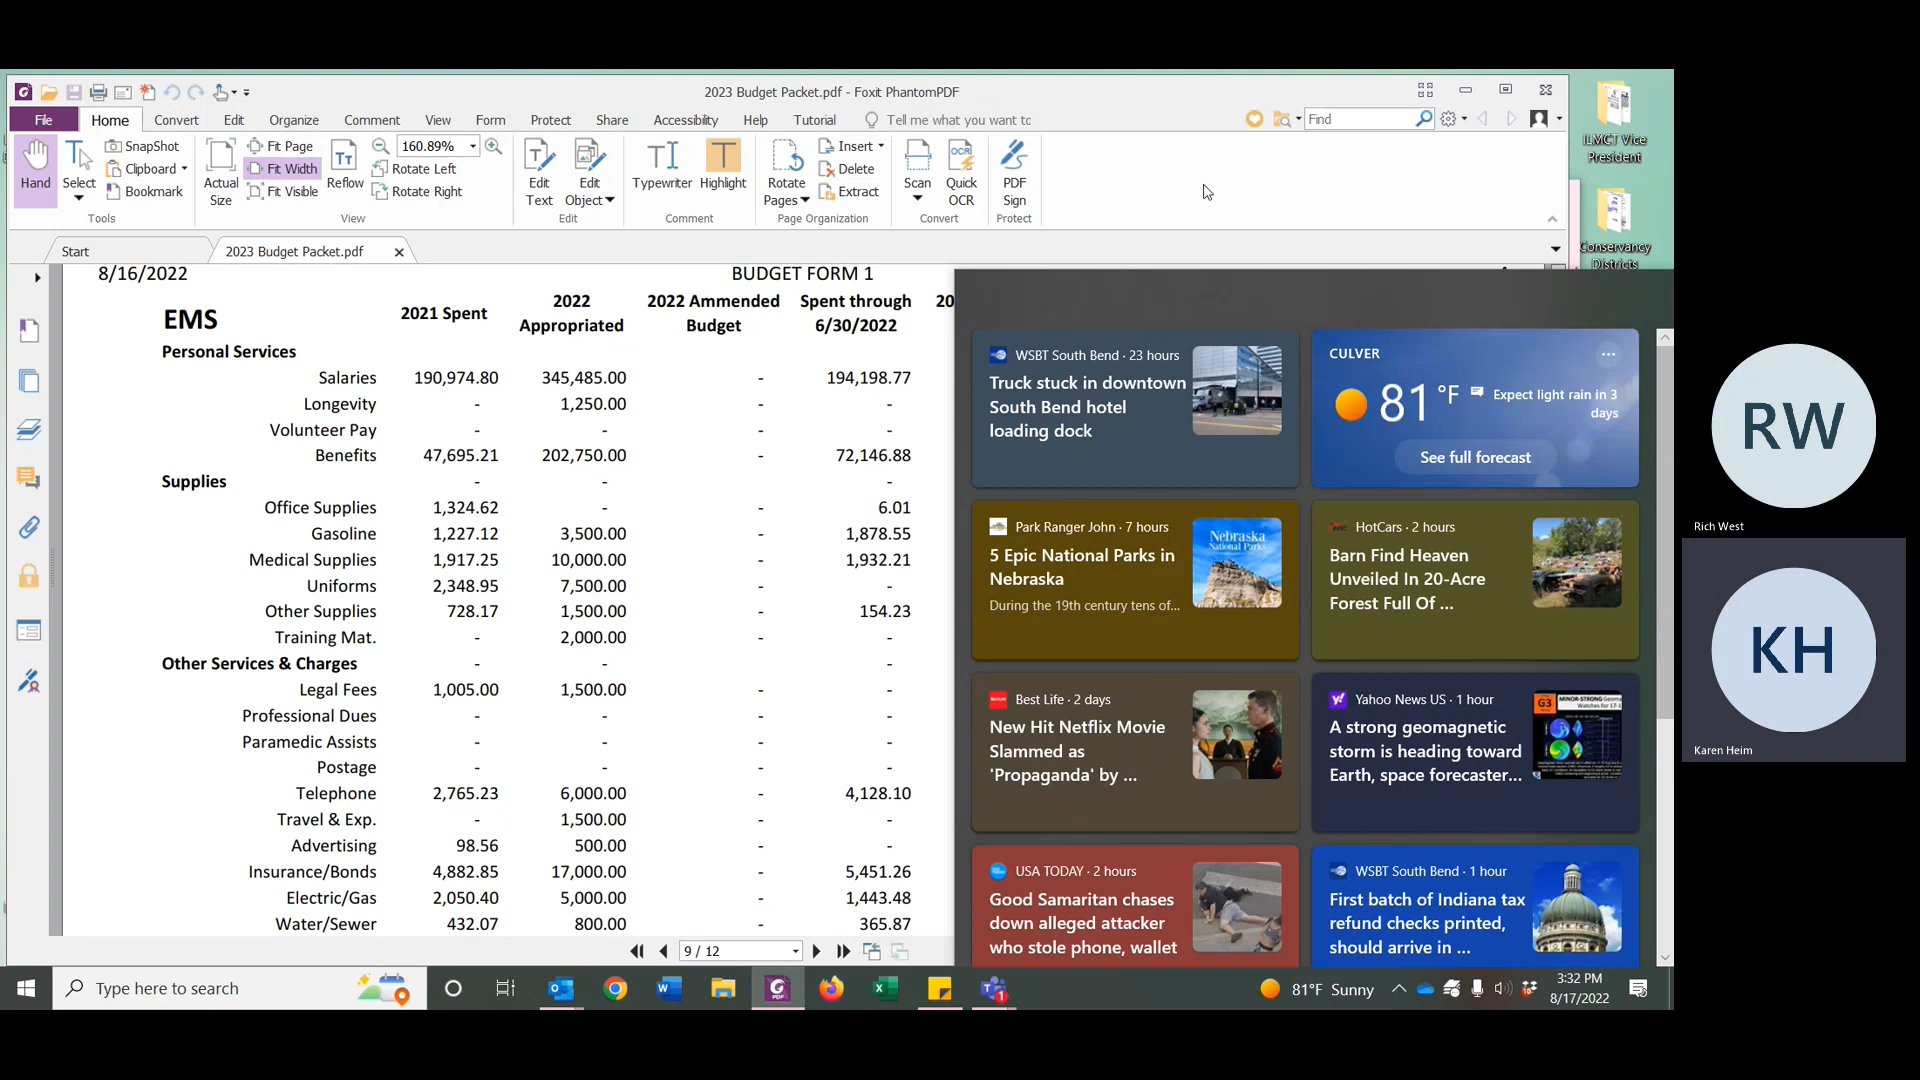 2023 Budget Packet.pdf - Foxit PhantomPDF
File Home Convert Edit Organize Comment View Form Protect Share Accessibility Help Tutorial Tell me what you want to Find
Hand
Select
SnapShot
Clipboard
Bookmark
Tools
Actual Size
Fit Page
Fit Width
Fit Visible
Reflow
160.89%
Rotate Left
Rotate Right
View
Edit Text
Edit Object
Edit
Typewriter
Highlight
Comment
Rotate Pages
Insert
Delete
Extract
Page Organization
Scan
Quick OCR
Convert
PDF Sign
Protect
ILMCT Vice President
Conservancy Districts
Start
2023 Budget Packet.pdf
8/16/2022 BUDGET FORM 1
EMS 2021 Spent 2022 Appropriated 2022 Ammended Budget Spent through 6/30/2022 20
Personal Services
Salaries 190,974.80 345,485.00 - 194,198.77
Longevity - 1,250.00 - -
Volunteer Pay - - - -
Benefits 47,695.21 202,750.00 - 72,146.88
Supplies - - -
Office Supplies 1,324.62 - - 6.01
Gasoline 1,227.12 3,500.00 - 1,878.55
Medical Supplies 1,917.25 10,000.00 - 1,932.21
Uniforms 2,348.95 7,500.00 - -
Other Supplies 728.17 1,500.00 - 154.23
Training Mat. - 2,000.00 - -
Other Services & Charges - - -
Legal Fees 1,005.00 1,500.00 - -
Professional Dues - - - -
Paramedic Assists - - - -
Postage - - - -
Telephone 2,765.23 6,000.00 - 4,128.10
Travel & Exp. - 1,500.00 - -
Advertising 98.56 500.00 - -
Insurance/Bonds 4,882.85 17,000.00 - 5,451.26
Electric/Gas 2,050.40 5,000.00 - 1,443.48
Water/Sewer 432.07 800.00 - 365.87
9 / 12
WSBT South Bend · 23 hours
Truck stuck in downtown
South Bend hotel
loading dock
CULVER
81 °F
Expect light rain in 3
days
See full forecast
Park Ranger John · 7 hours
5 Epic National Parks in
Nebraska
During the 19th century tens of...
Nebraska
National Parks
HotCars · 2 hours
Barn Find Heaven
Unveiled In 20-Acre
Forest Full Of ...
Best Life · 2 days
New Hit Netflix Movie
Slammed as
'Propaganda' by ...
Yahoo News US · 1 hour
A strong geomagnetic
storm is heading toward
Earth, space forecaster...
G3
USA TODAY · 2 hours
Good Samaritan chases
down alleged attacker
who stole phone, wallet
WSBT South Bend · 1 hour
First batch of Indiana tax
refund checks printed,
should arrive in ...
RW
Rich West
KH
Karen Heim
Type here to search
81°F Sunny
3:32 PM
8/17/2022